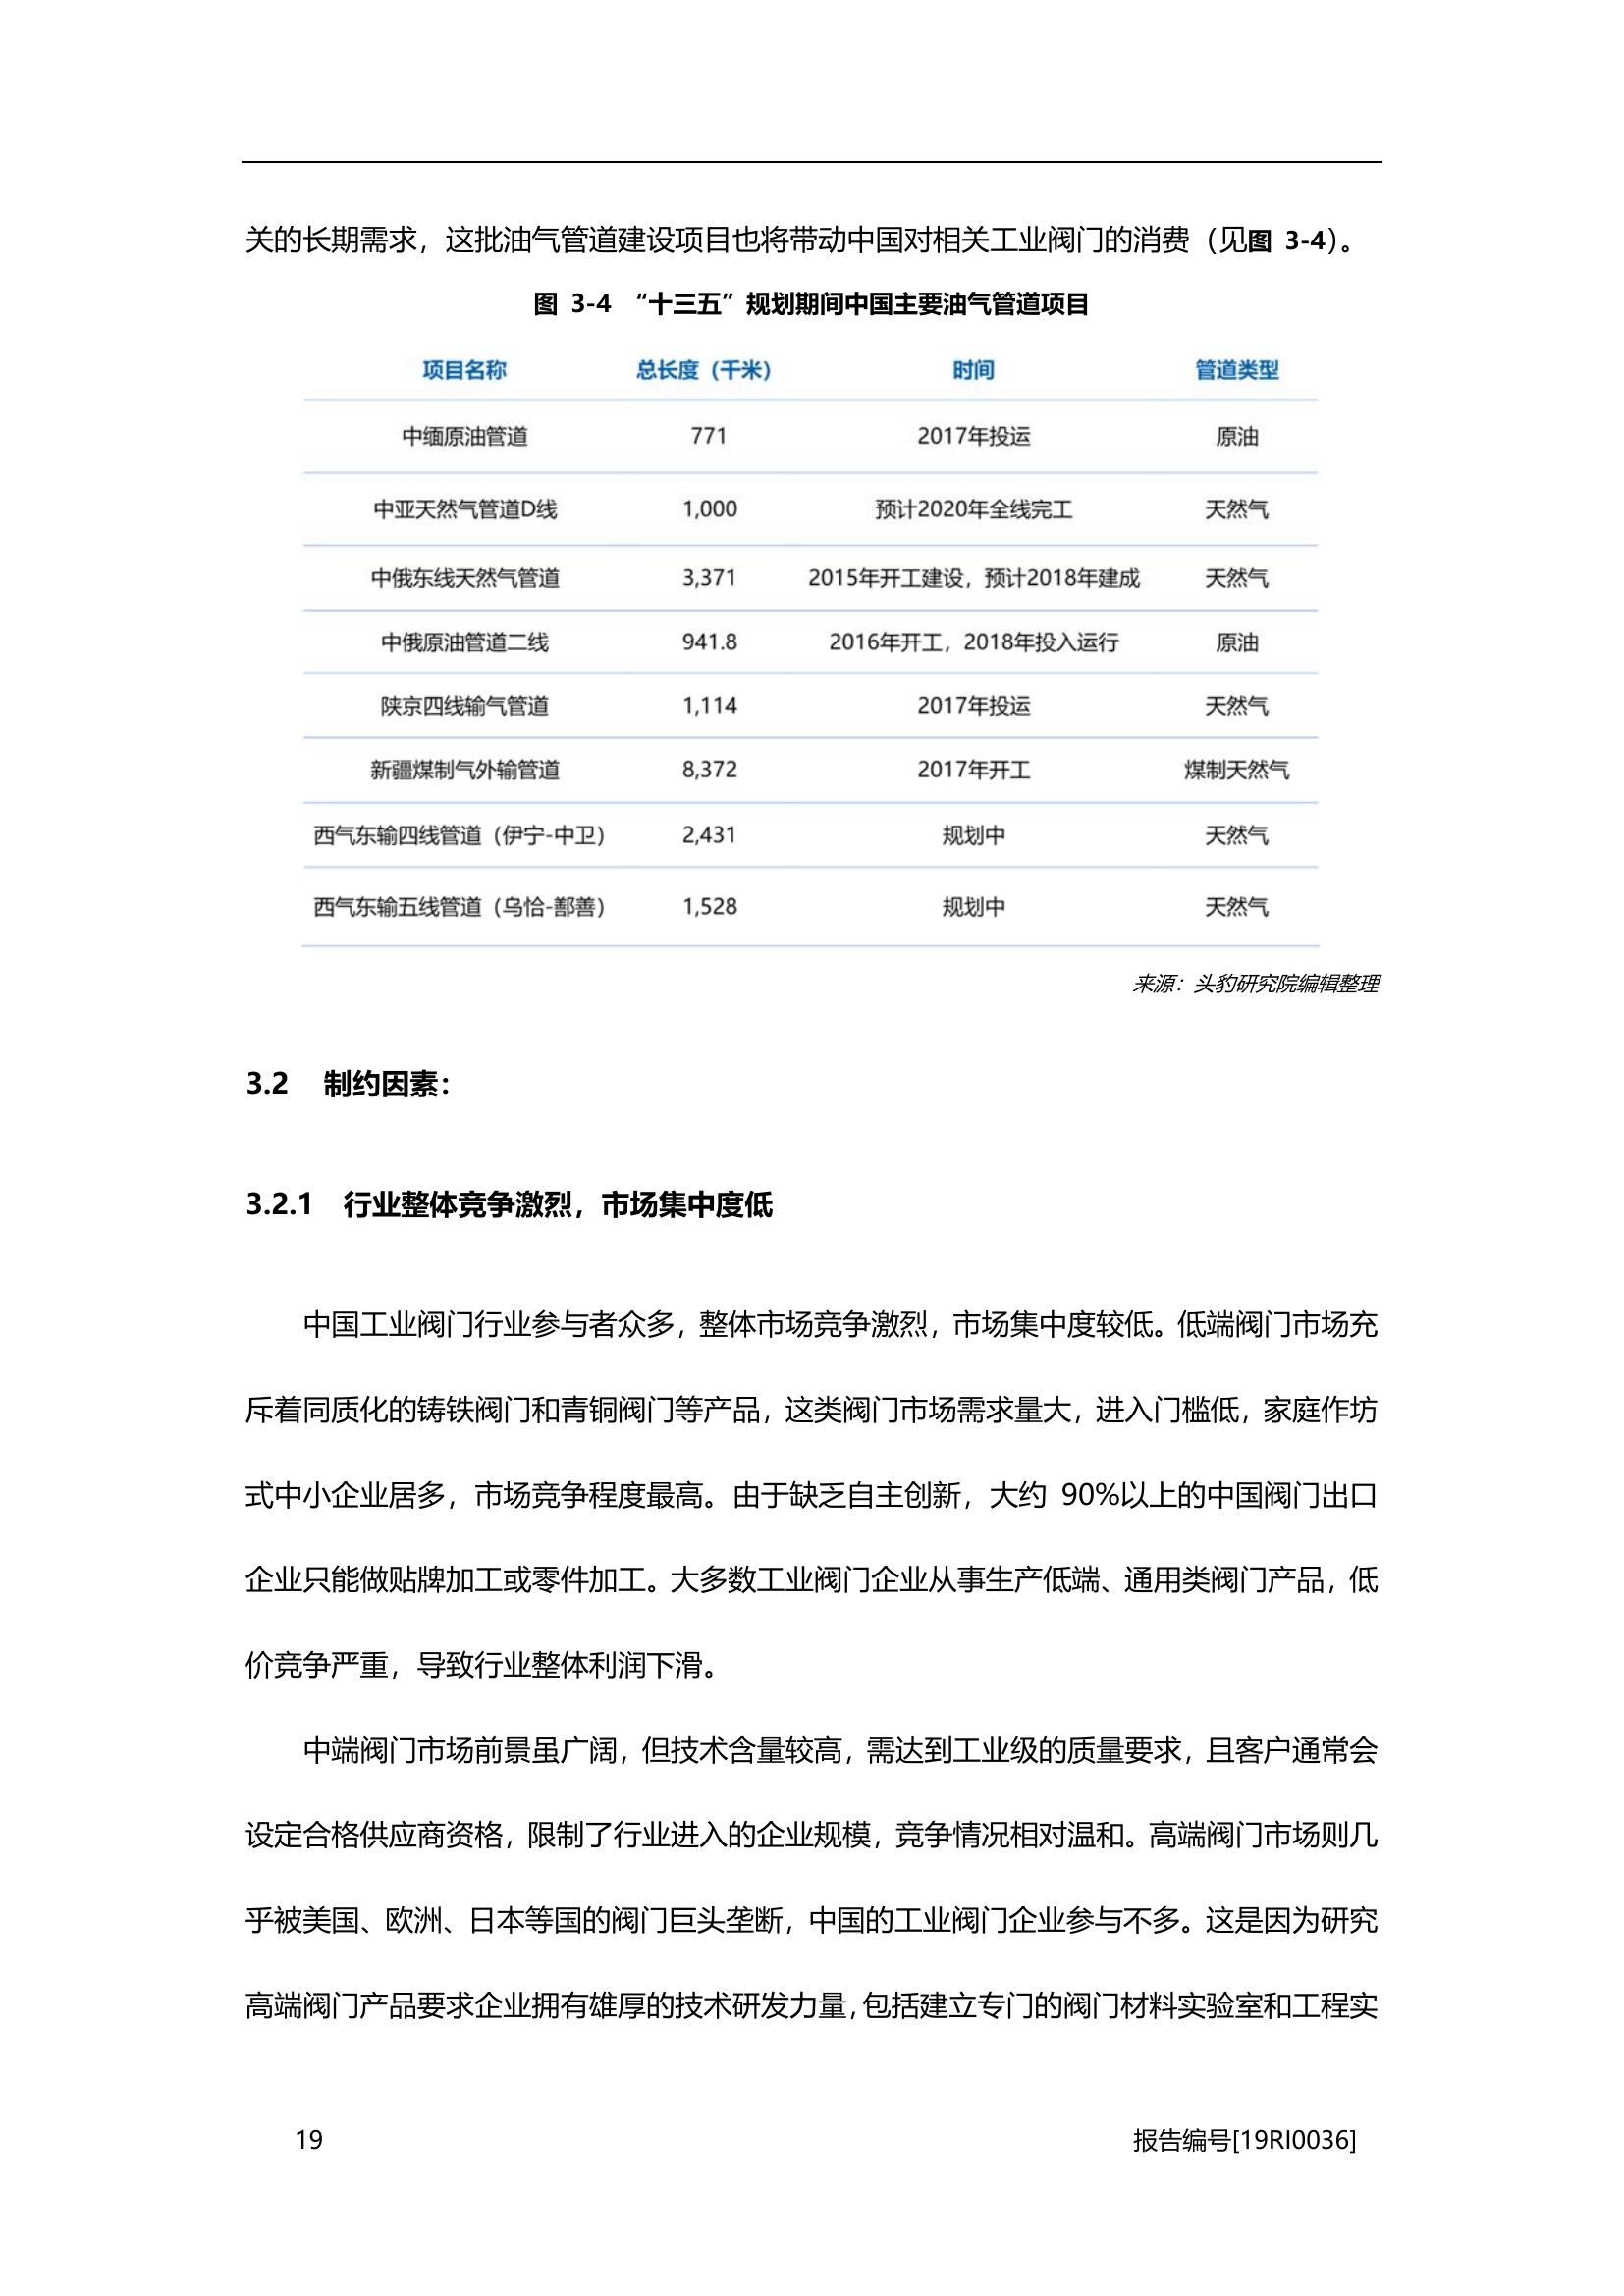 关的长期需求，这批油气管道建设项目也将带动中国对相关工业阀门的消费（见图 3-4）。
图 3-4 “十三五”规划期间中国主要油气管道项目
项目名称 总长度（千米） 时间 管道类型
中缅原油管道 771 2017年投运 原油
中亚天然气管道D线 1,000 预计2020年全线完工 天然气
中俄东线天然气管道 3,371 2015年开工建设，预计2018年建成 天然气
中俄原油管道二线 941.8 2016年开工，2018年投入运行 原油
陕京四线输气管道 1,114 2017年投运 天然气
新疆煤制气外输管道 8,372 2017年开工 煤制天然气
西气东输四线管道（伊宁-中卫） 2,431 规划中 天然气
西气东输五线管道（乌恰-鄯善） 1,528 规划中 天然气
来源：头豹研究院编辑整理
3.2 制约因素：
3.2.1 行业整体竞争激烈，市场集中度低
中国工业阀门行业参与者众多，整体市场竞争激烈，市场集中度较低。低端阀门市场充
斥着同质化的铸铁阀门和青铜阀门等产品，这类阀门市场需求量大，进入门槛低，家庭作坊
式中小企业居多，市场竞争程度最高。由于缺乏自主创新，大约 90%以上的中国阀门出口
企业只能做贴牌加工或零件加工。大多数工业阀门企业从事生产低端、通用类阀门产品，低
价竞争严重，导致行业整体利润下滑。
中端阀门市场前景虽广阔，但技术含量较高，需达到工业级的质量要求，且客户通常会
设定合格供应商资格，限制了行业进入的企业规模，竞争情况相对温和。高端阀门市场则几
乎被美国、欧洲、日本等国的阀门巨头垄断，中国的工业阀门企业参与不多。这是因为研究
高端阀门产品要求企业拥有雄厚的技术研发力量，包括建立专门的阀门材料实验室和工程实
19 报告编号[19RI0036]